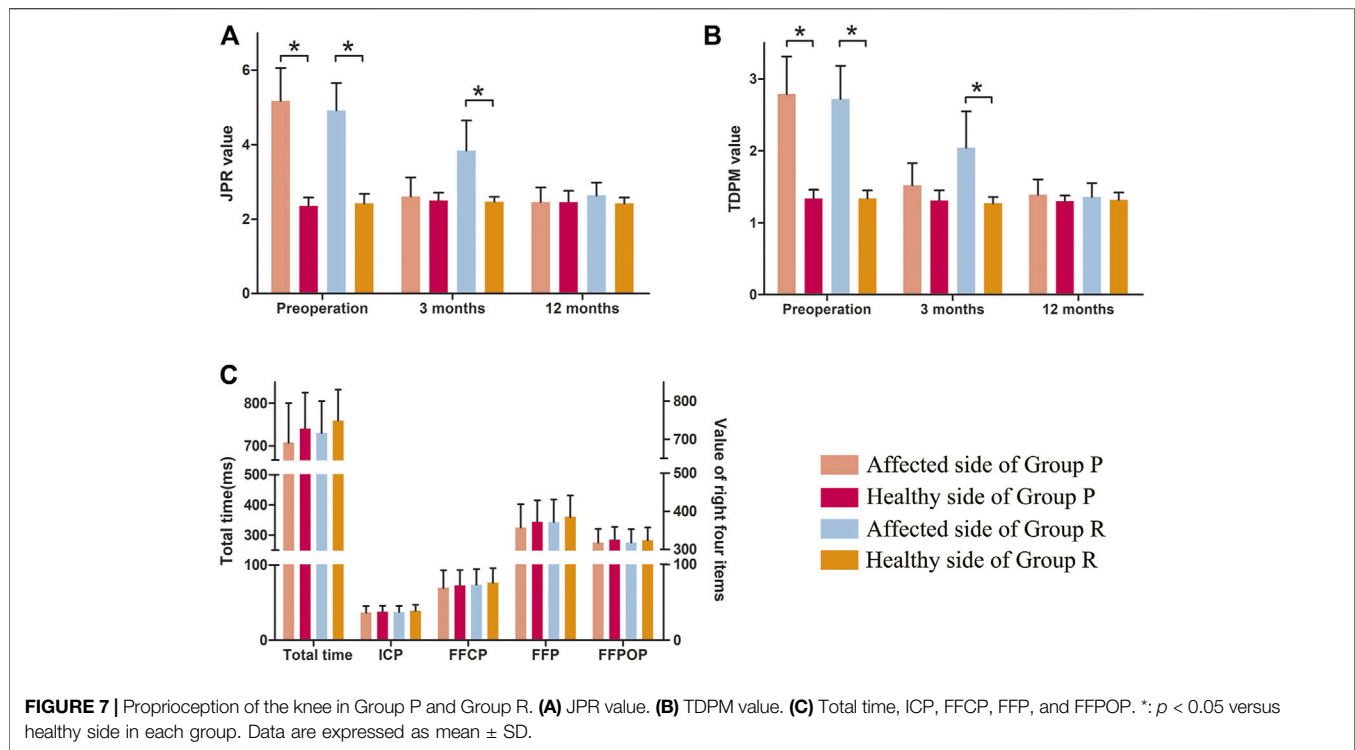 A
*
*
*
6
4
2
0
JPR value
Preoperation
3 months
12 months
B
*
*
*
3
2
1
0
TDPM value
Preoperation
3 months
12 months
C
Total time(ms)
800
700
500
400
300
100
0
800
700
500
400
300
100
0
Value of right four items
Total time
ICP
FFCP
FFP
FFPOP
Affected side of Group P
Healthy side of Group P
Affected side of Group R
Healthy side of Group R
FIGURE 7 | Proprioception of the knee in Group P and Group R. (A) JPR value. (B) TDPM value. (C) Total time, ICP, FFCP, FFP, and FFPOP. *: p < 0.05 versus
healthy side in each group. Data are expressed as mean ± SD.